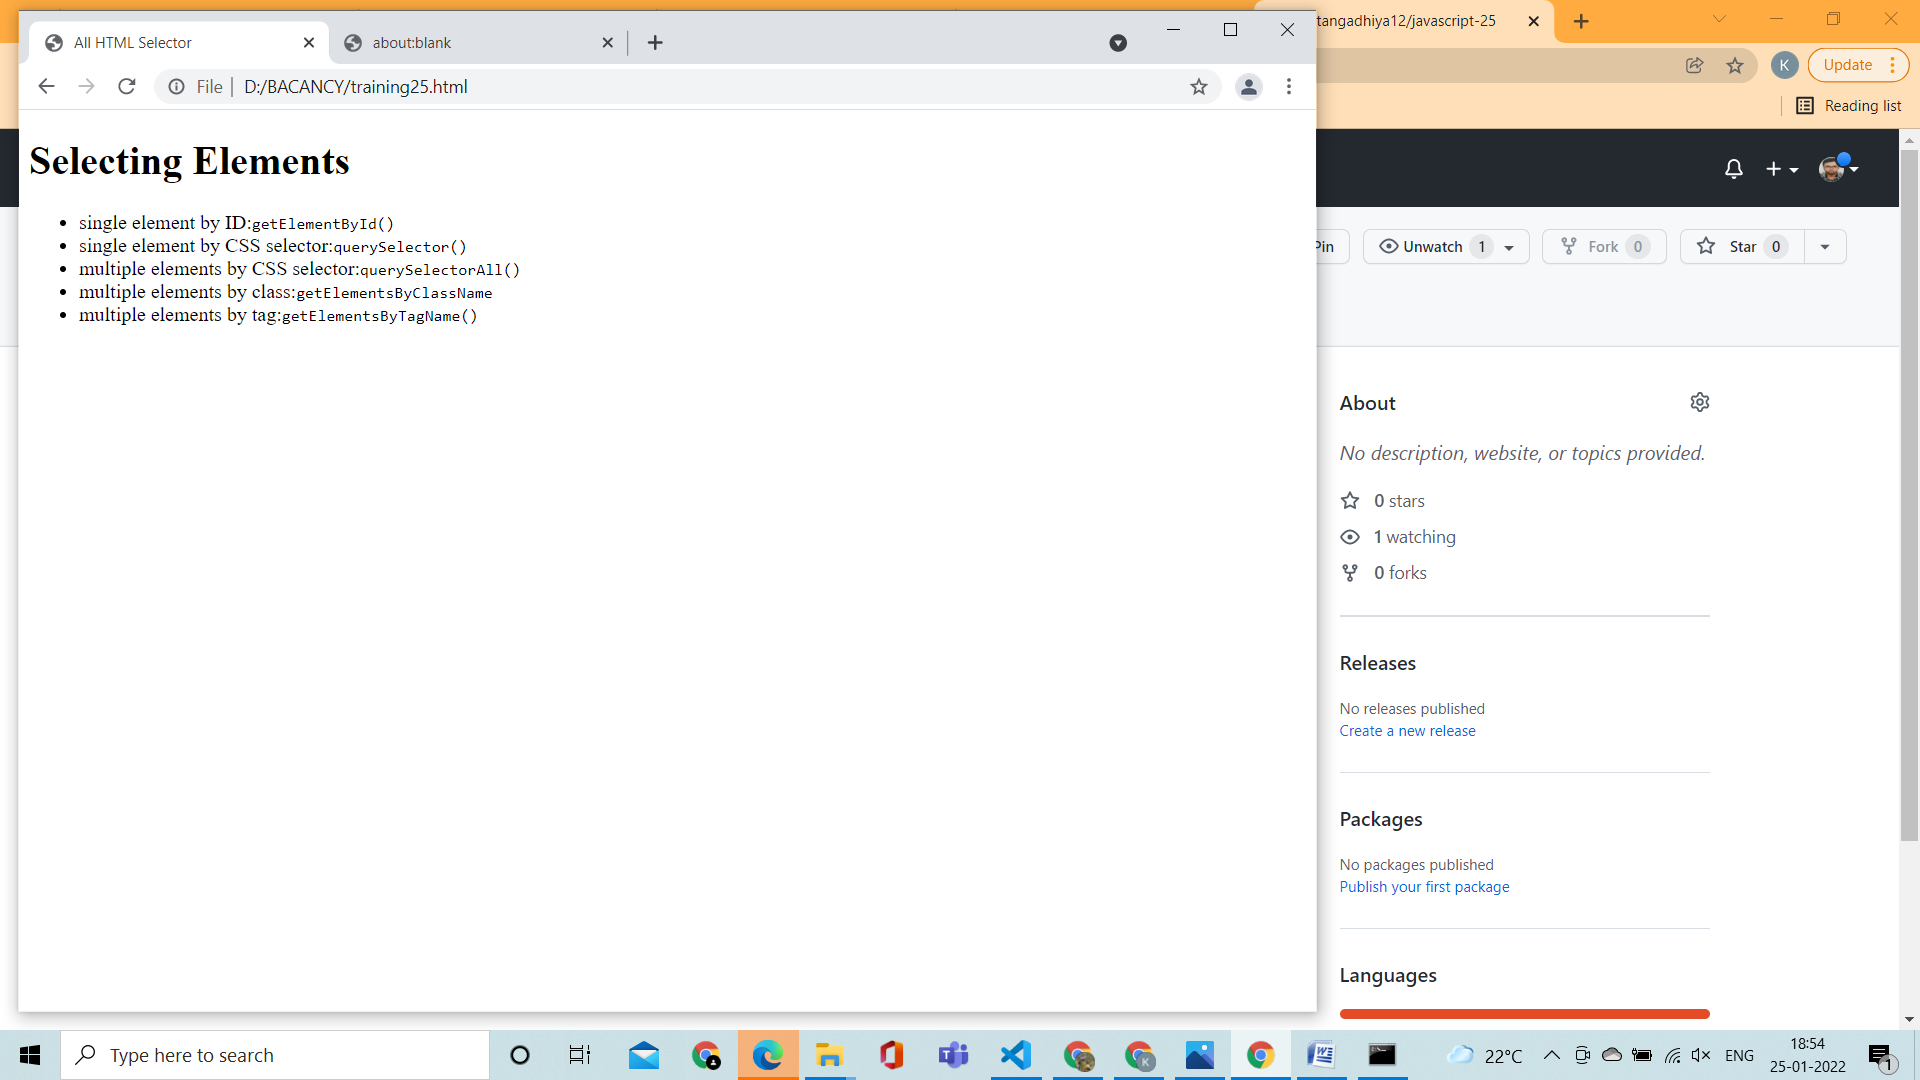 All HTML Selector
about:blank
tangadhiya12/javascript-25
File
D:/BACANCY/training25.html
K
Update
Reading list
Selecting Elements
single element by ID:getElementById()
single element by CSS selector:querySelector()
multiple elements by CSS selector:querySelectorAll()
multiple elements by class:getElementsByClassName
multiple elements by tag:getElementsByTagName()
Pin
Unwatch 1
Fork 0
Star 0
About
No description, website, or topics provided.
0 stars
1 watching
0 forks
Releases
No releases published
Create a new release
Packages
No packages published
Publish your first package
Languages
Type here to search
K
22°C
ENG
18:54
25-01-2022
1